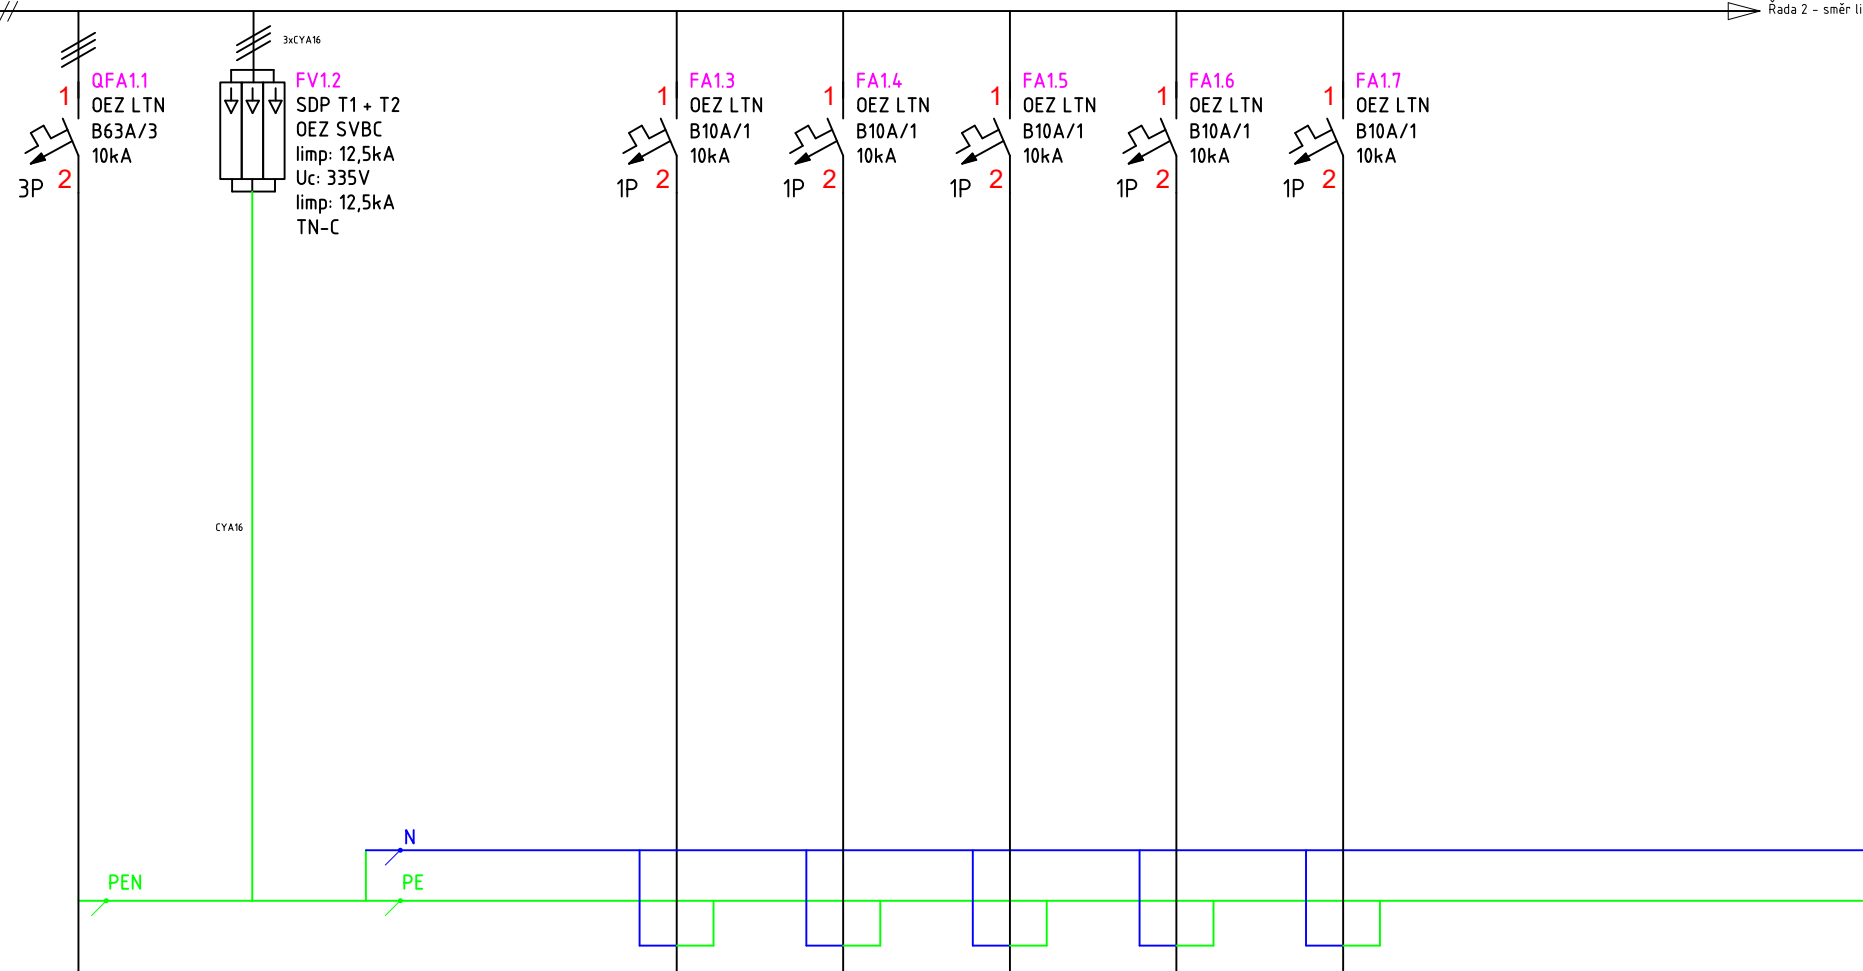 Řada 2 - směr li
3xCYA16
QFA1.1
OEZ LTN
B63A/3
10kA
1
2
3P
FV1.2
SDP T1 + T2
OEZ SVBC
Iimp: 12,5kA
Uc: 335V
Iimp: 12,5kA
TN-C
FA1.3
OEZ LTN
B10A/1
10kA
1
2
1P
FA1.4
OEZ LTN
B10A/1
10kA
1
2
1P
FA1.5
OEZ LTN
B10A/1
10kA
1
2
1P
FA1.6
OEZ LTN
B10A/1
10kA
1
2
1P
FA1.7
OEZ LTN
B10A/1
10kA
1
2
1P
CYA16
N
PEN
PE